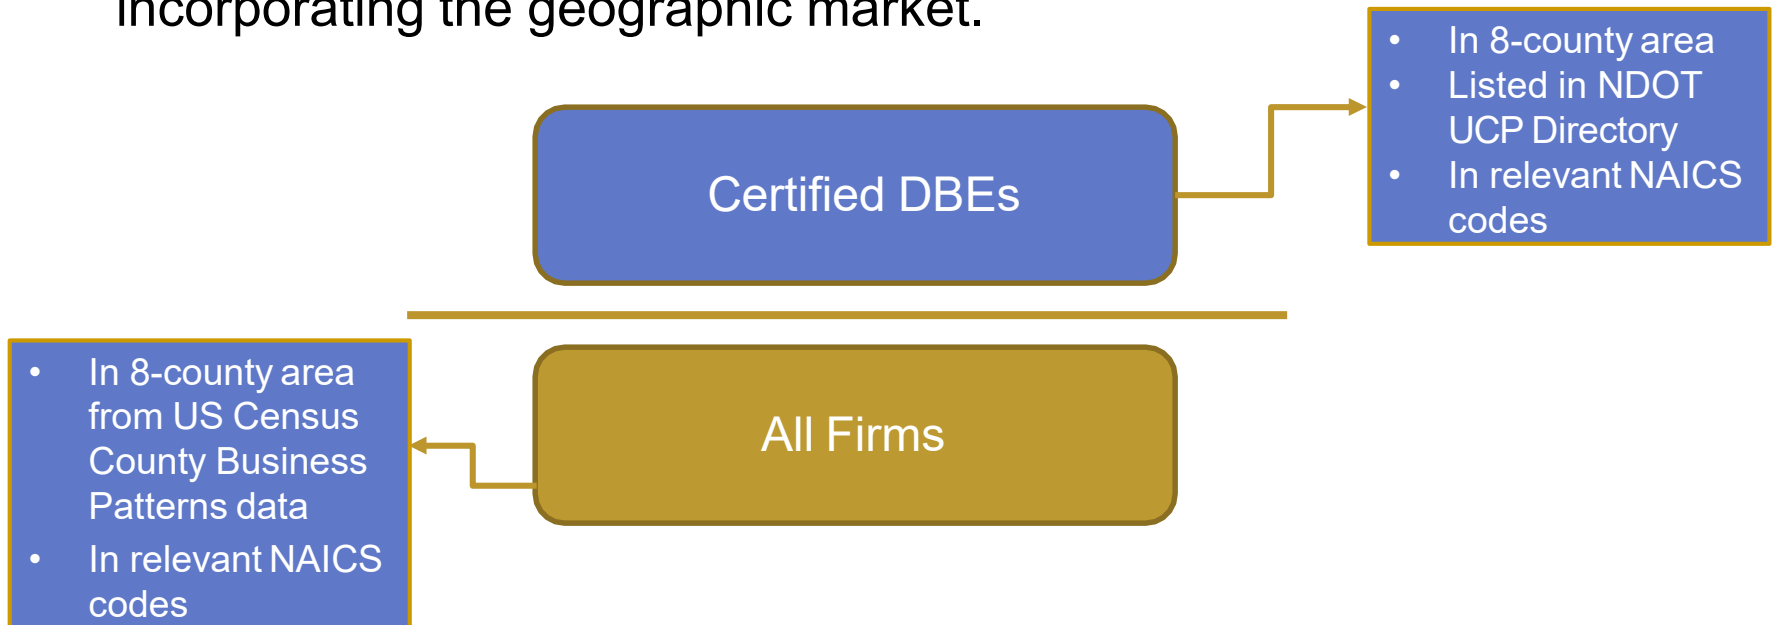 incorporating the geographic market.
• In 8-county area
• Listed in NDOT
UCP Directory
• In relevant NAICS
codes
Certified DBEs
All Firms
• In 8-county area
from US Census
County Business
Patterns data
• In relevant NAICS
codes